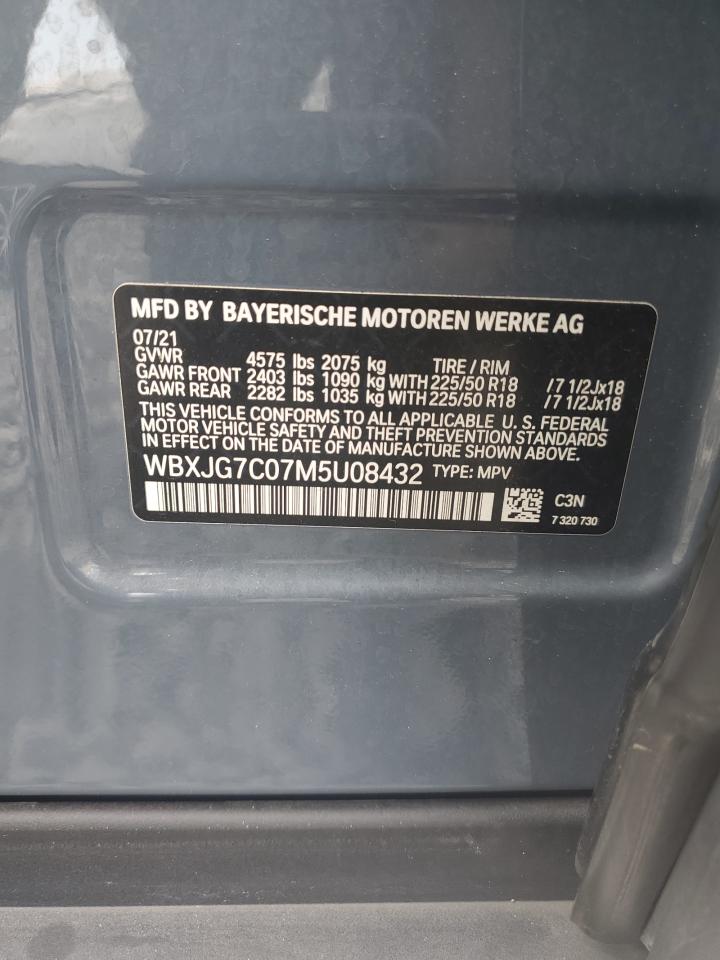 MFD BY BAYERISCHE MOTOREN WERKE AG
07/21
GVWR 4575 lbs 2075 kg TIRE / RIM
GAWR FRONT 2403 lbs 1090 kg WITH 225/50 R18 /7 1/2Jx18
GAWR REAR 2282 lbs 1035 kg WITH 225/50 R18 /7 1/2Jx18
THIS VEHICLE CONFORMS TO ALL APPLICABLE U. S. FEDERAL
MOTOR VEHICLE SAFETY AND THEFT PREVENTION STANDARDS
IN EFFECT ON THE DATE OF MANUFACTURE SHOWN ABOVE.
WBXJG7C07M5U08432 TYPE: MPV
C3N
7 320 730